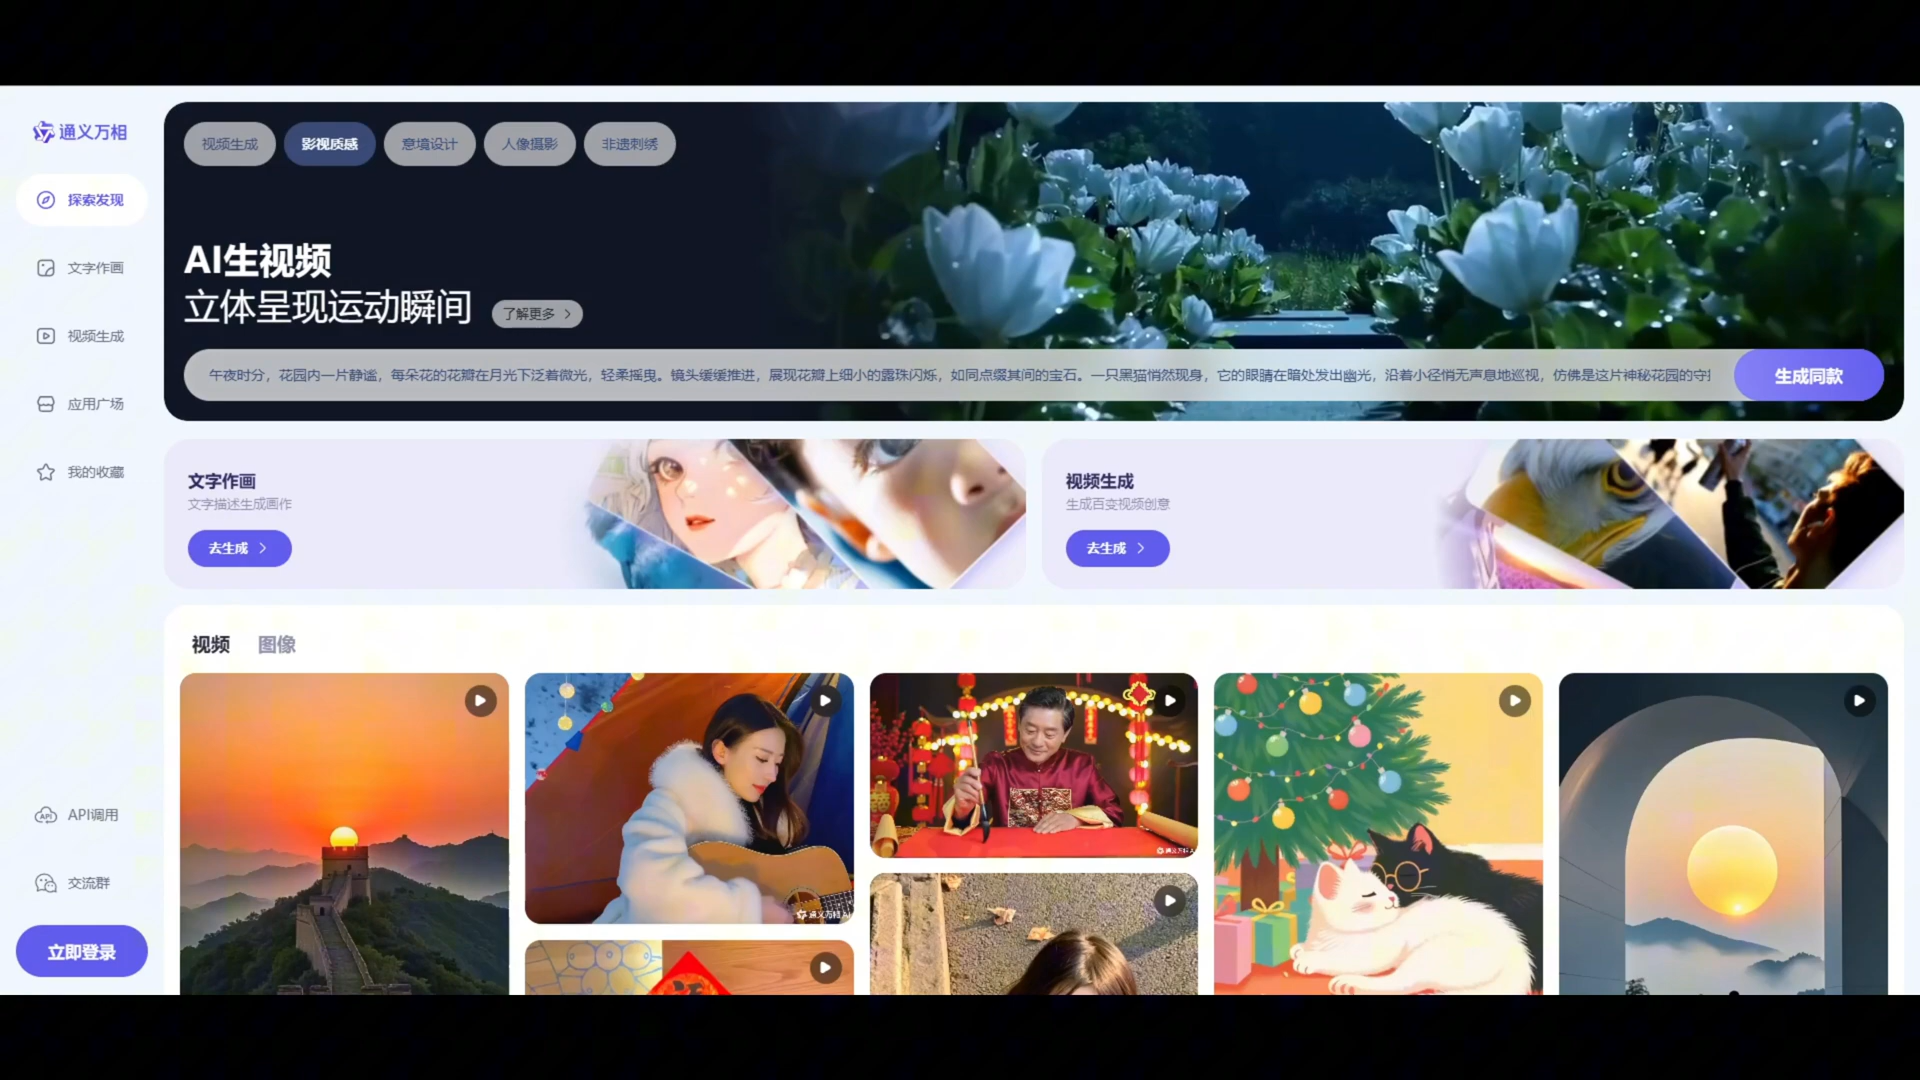 通义万相
探索发现
文字作画
视频生成
应用广场
我的收藏
API调用
交流群
立即登录
视频生成
影视质感
意境设计
人像摄影
非遗刺绣
AI生视频
立体呈现运动瞬间
了解更多
午夜时分，花园内一片静谧，每朵花的花瓣在月光下泛着微光，轻柔摇曳。镜头缓缓推进，展现花瓣上细小的露珠闪烁，如同点缀其间的宝石。一只黑猫悄然现身，它的眼睛在暗处发出幽光，沿着小径悄无声息地巡视，仿佛是这片神秘花园的守
生成同款
文字作画
文字描述生成画作
去生成
视频生成
生成百变视频创意
去生成
视频
图像
通义万相 AI
通义万相 A